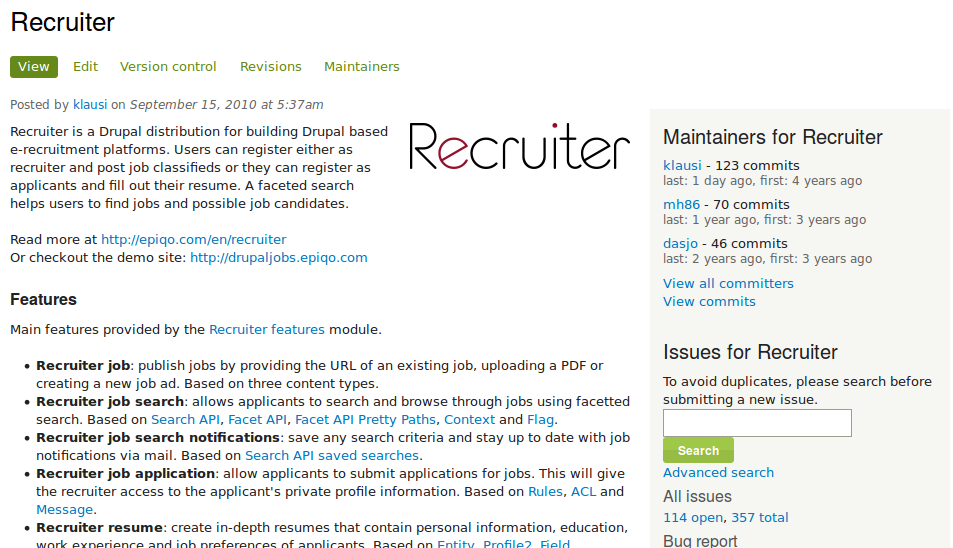 Recruiter
View Edit Version control Revisions Maintainers
Posted by klausi on September 15, 2010 at 5:37am
Recruiter is a Drupal distribution for building Drupal based
e-recruitment platforms. Users can register either as
recruiter and post job classifieds or they can register as
applicants and fill out their resume. A faceted search
helps users to find jobs and possible job candidates.
Recruiter
Read more at http://epiqo.com/en/recruiter
Or checkout the demo site: http://drupaljobs.epiqo.com
Features
Main features provided by the Recruiter features module.
• Recruiter job: publish jobs by providing the URL of an existing job, uploading a PDF or
creating a new job ad. Based on three content types.
• Recruiter job search: allows applicants to search and browse through jobs using facetted
search. Based on Search API, Facet API, Facet API Pretty Paths, Context and Flag.
• Recruiter job search notifications: save any search criteria and stay up to date with job
notifications via mail. Based on Search API saved searches.
• Recruiter job application: allow applicants to submit applications for jobs. This will give
the recruiter access to the applicant's private profile information. Based on Rules, ACL and
Message.
• Recruiter resume: create in-depth resumes that contain personal information, education,
work experience and job preferences of applicants. Based on Entity, Profile2, Field
Maintainers for Recruiter
klausi - 123 commits
last: 1 day ago, first: 4 years ago
mh86 - 70 commits
last: 1 year ago, first: 3 years ago
dasjo - 46 commits
last: 2 years ago, first: 3 years ago
View all committers
View commits
Issues for Recruiter
To avoid duplicates, please search before
submitting a new issue.
Search
Advanced search
All issues
114 open, 357 total
Bug report